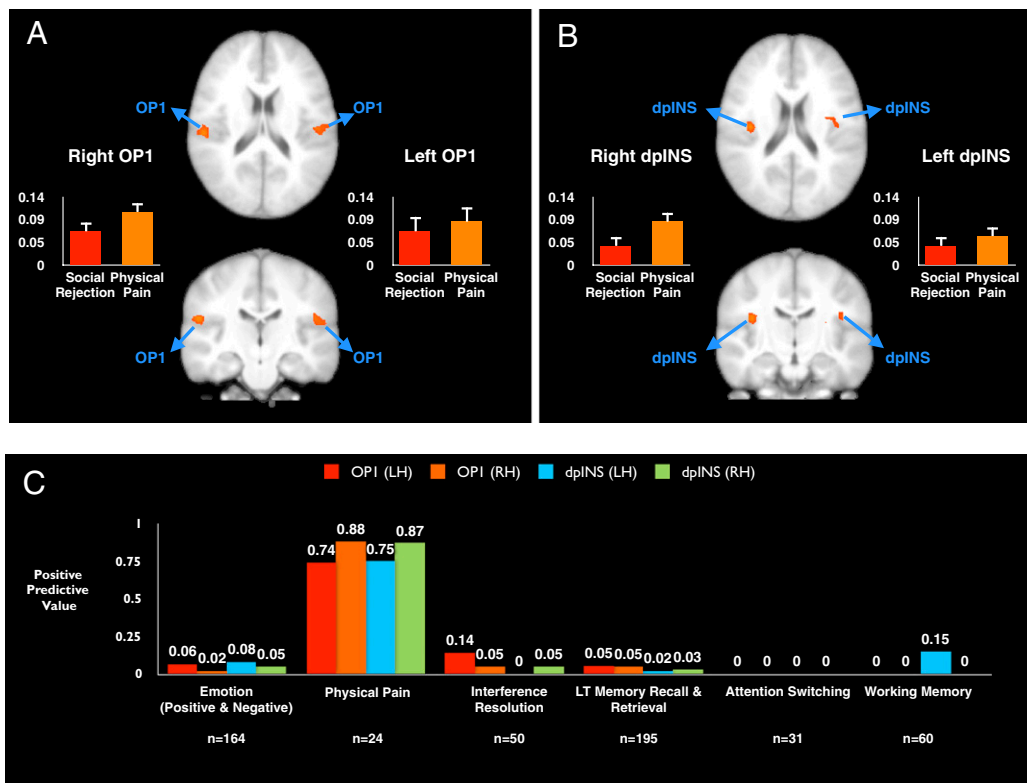 A
OP1
OP1
Right OP1
Left OP1
0.14
0.09
0.05
0
Social Physical
Rejection Pain
0.14
0.09
0.05
0
Social Physical
Rejection Pain
OP1
OP1
B
dpINS
dpINS
Right dpINS
Left dpINS
0.14
0.09
0.05
0
Social Physical
Rejection Pain
0.14
0.09
0.05
0
Social Physical
Rejection Pain
dpINS
dpINS
C
OP1 (LH) OP1 (RH) dpINS (LH) dpINS (RH)
Positive
Predictive
Value
1
0.75
0.5
0.25
0
0.06 0.02 0.08 0.05
0.74 0.88 0.75 0.87
0.14 0.05 0 0.05
0.05 0.05 0.02 0.03
0 0 0 0
0 0 0.15 0
Emotion
(Positive & Negative)
Physical Pain
Interference
Resolution
LT Memory Recall &
Retrieval
Attention Switching
Working Memory
n=164 n=24 n=50 n=195 n=31 n=60